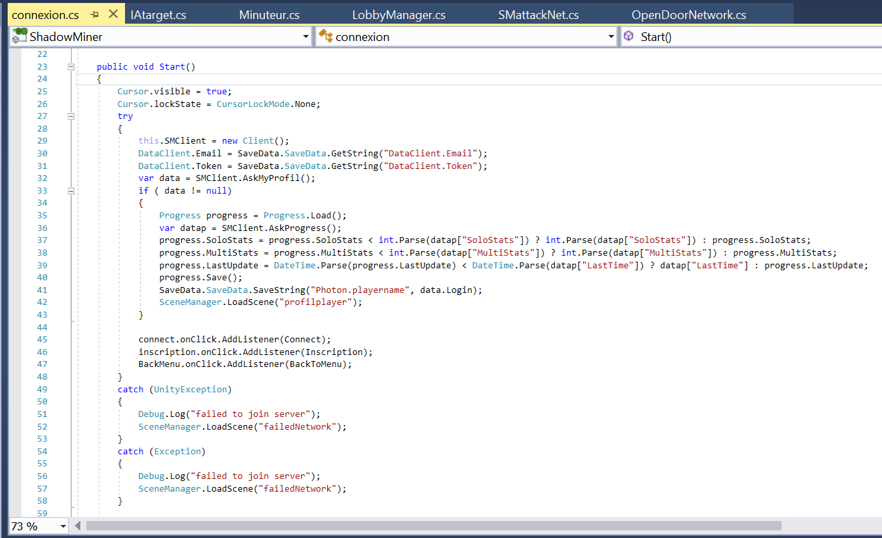 connexion.cs IAtarget.cs Minuteur.cs LobbyManager.cs SMattackNet.cs OpenDoorNetwork.cs
ShadowMiner connexion Start()
22
23 public void Start()
24 {
25 Cursor.visible = true;
26 Cursor.lockState = CursorLockMode.None;
27 try
28 {
29 this.SMClient = new Client();
30 DataClient.Email = SaveData.SaveData.GetString("DataClient.Email");
31 DataClient.Token = SaveData.SaveData.GetString("DataClient.Token");
32 var data = SMClient.AskMyProfil();
33 if ( data != null)
34 {
35 Progress progress = Progress.Load();
36 var datap = SMClient.AskProgress();
37 progress.SoloStats = progress.SoloStats < int.Parse(datap["SoloStats"]) ? int.Parse(datap["SoloStats"]) : progress.SoloStats;
38 progress.MultiStats = progress.MultiStats < int.Parse(datap["MultiStats"]) ? int.Parse(datap["MultiStats"]) : progress.MultiStats;
39 progress.LastUpdate = DateTime.Parse(progress.LastUpdate) < DateTime.Parse(datap["LastTime"]) ? datap["LastTime"] : progress.LastUpdate;
40 progress.Save();
41 SaveData.SaveData.SaveString("Photon.playername", data.Login);
42 SceneManager.LoadScene("profilplayer");
43 }
44
45 connect.onClick.AddListener(Connect);
46 inscription.onClick.AddListener(Inscription);
47 BackMenu.onClick.AddListener(BackToMenu);
48 }
49 catch (UnityException)
50 {
51 Debug.Log("failed to join server");
52 SceneManager.LoadScene("failedNetwork");
53 }
54 catch (Exception)
55 {
56 Debug.Log("failed to join server");
57 SceneManager.LoadScene("failedNetwork");
58 }
59
73 %